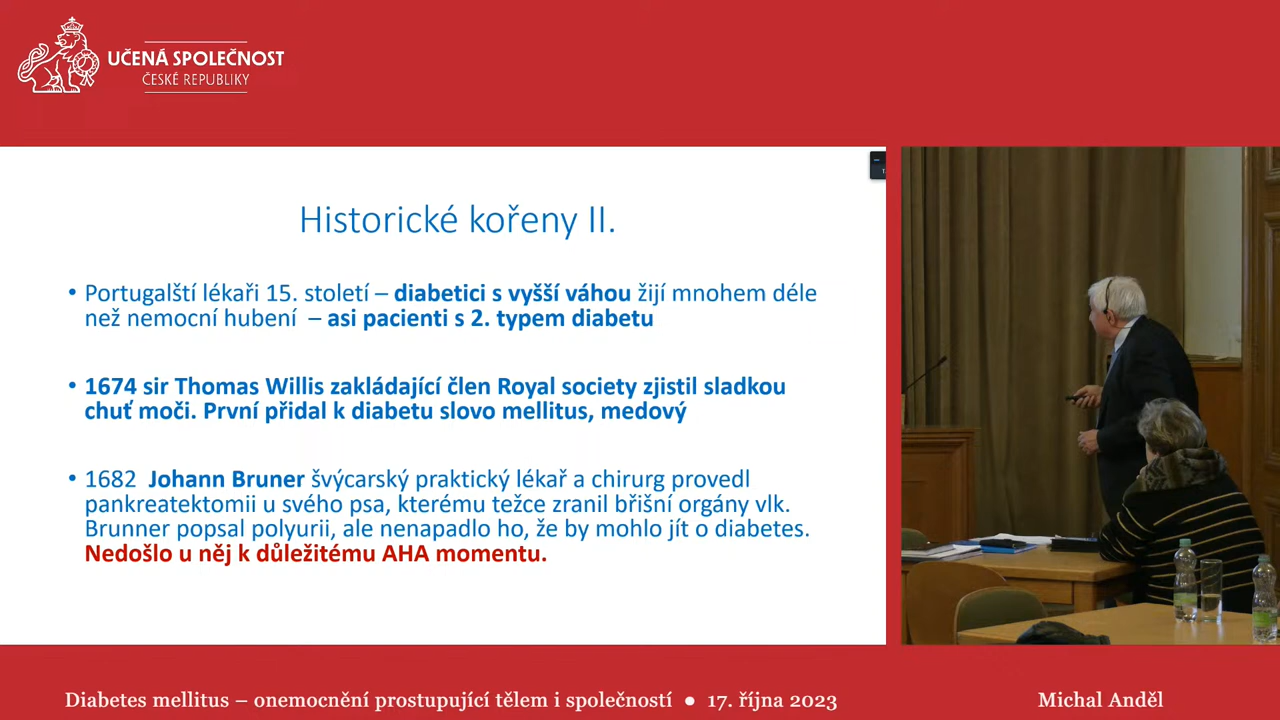 UČENÁ SPOLEČNOST
ČESKÉ REPUBLIKY
Historické kořeny II.
• Portugalští lékaři 15. století – diabetici s vyšší váhou žijí mnohem déle
než nemocní hubení – asi pacienti s 2. typem diabetu
• 1674 sir Thomas Willis zakládající člen Royal society zjistil sladkou
chuť moči. První přidal k diabetu slovo mellitus, medový
• 1682 Johann Bruner švýcarský praktický lékař a chirurg provedl
pankreatektomii u svého psa, kterému težce zranil břišní orgány vlk.
Brunner popsal polyurii, ale nenapadlo ho, že by mohlo jít o diabetes.
Nedošlo u něj k důležitému AHA momentu.
Diabetes mellitus – onemocnění prostupující tělem i společností ● 17. října 2023
Michal Anděl